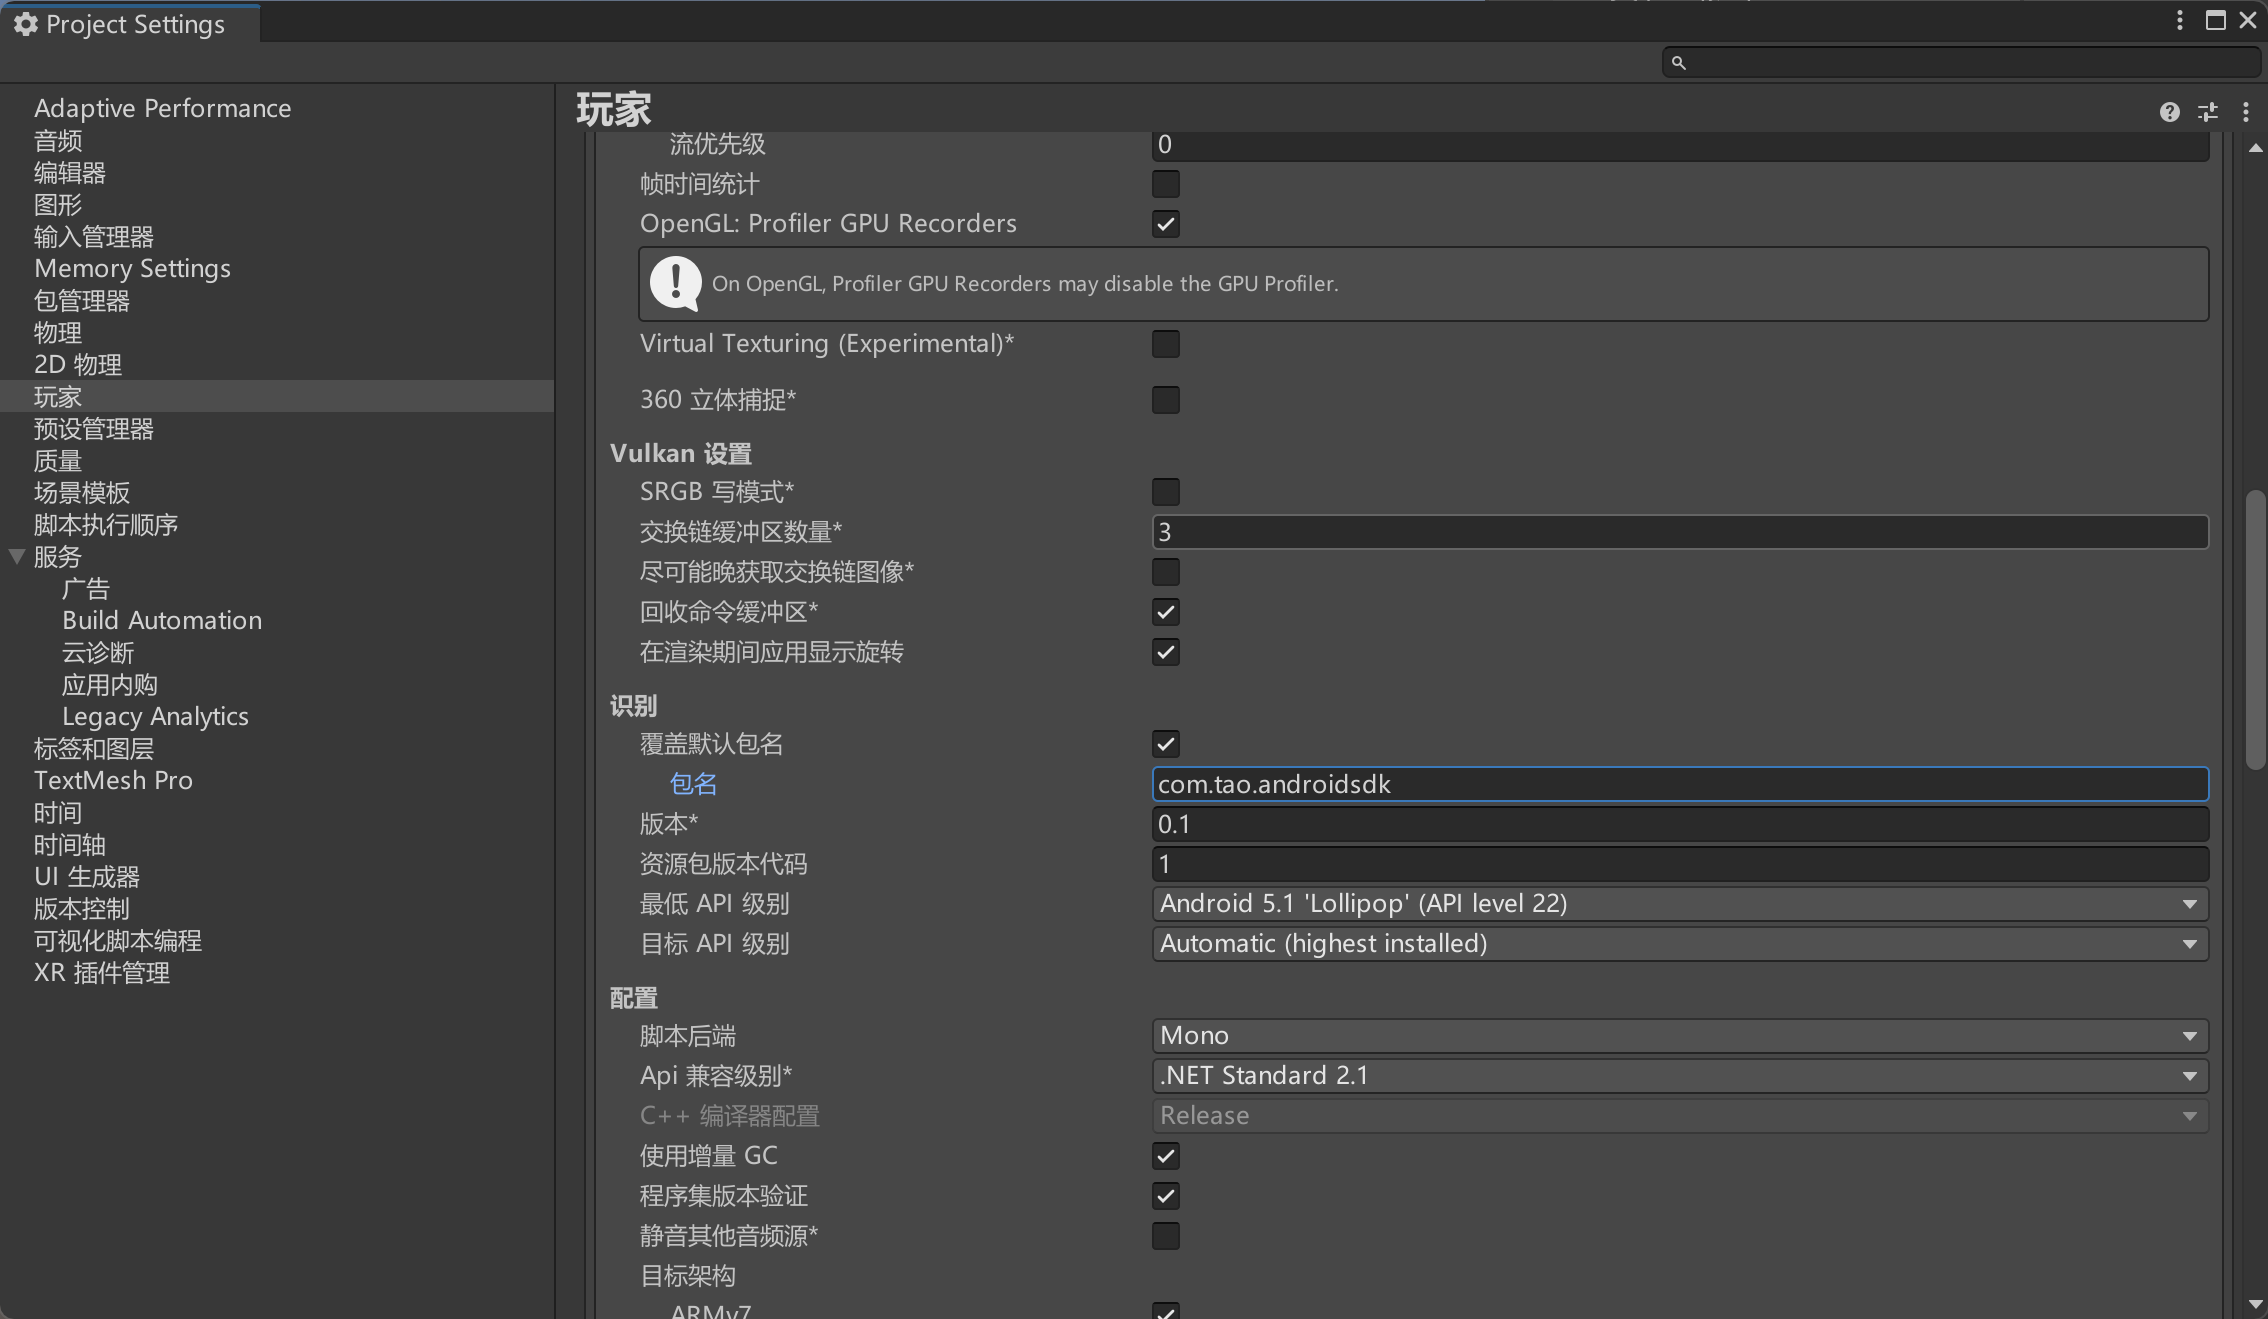 Project Settings
Adaptive Performance
音频
编辑器
图形
输入管理器
Memory Settings
包管理器
物理
2D 物理
玩家
预设管理器
质量
场景模板
脚本执行顺序
服务
广告
Build Automation
云诊断
应用内购
Legacy Analytics
标签和图层
TextMesh Pro
时间
时间轴
UI 生成器
版本控制
可视化脚本编程
XR 插件管理
玩家
流优先级 0
帧时间统计
OpenGL: Profiler GPU Recorders
On OpenGL, Profiler GPU Recorders may disable the GPU Profiler.
Virtual Texturing (Experimental)*
360 立体捕捉*
Vulkan 设置
SRGB 写模式*
交换链缓冲区数量* 3
尽可能晚获取交换链图像*
回收命令缓冲区*
在渲染期间应用显示旋转
识别
覆盖默认包名
包名 com.tao.androidsdk
版本* 0.1
资源包版本代码 1
最低 API 级别 Android 5.1 'Lollipop' (API level 22)
目标 API 级别 Automatic (highest installed)
配置
脚本后端 Mono
Api 兼容级别* .NET Standard 2.1
C++ 编译器配置 Release
使用增量 GC
程序集版本验证
静音其他音频源*
目标架构
ARMv7